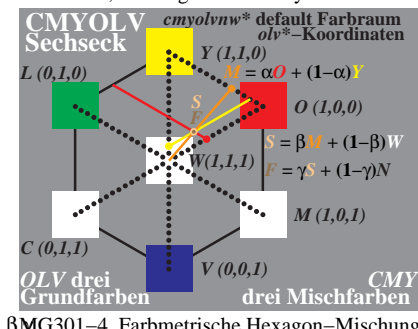 CMYOLV
Sechseck
cmyolvnw* default Farbraum
olv*–Koordinaten
Y (1,1,0)
L (0,1,0)
M = αO + (1–α)Y
S
F
O (1,0,0)
W(1,1,1)
S = βM + (1–β)W
F = γS + (1–γ)N
C (0,1,1)
M (1,0,1)
V (0,0,1)
OLV drei
Grundfarben
CMY
drei Mischfarben
MG301–4, Farbmetrische Hexagon–Mischung